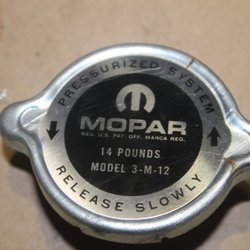 PRESSURIZED SYSTEM
MOPAR
REG. U.S. PAT. OFF. MARCA REG.
14 POUNDS
MODEL 3-M-12
RELEASE SLOWLY